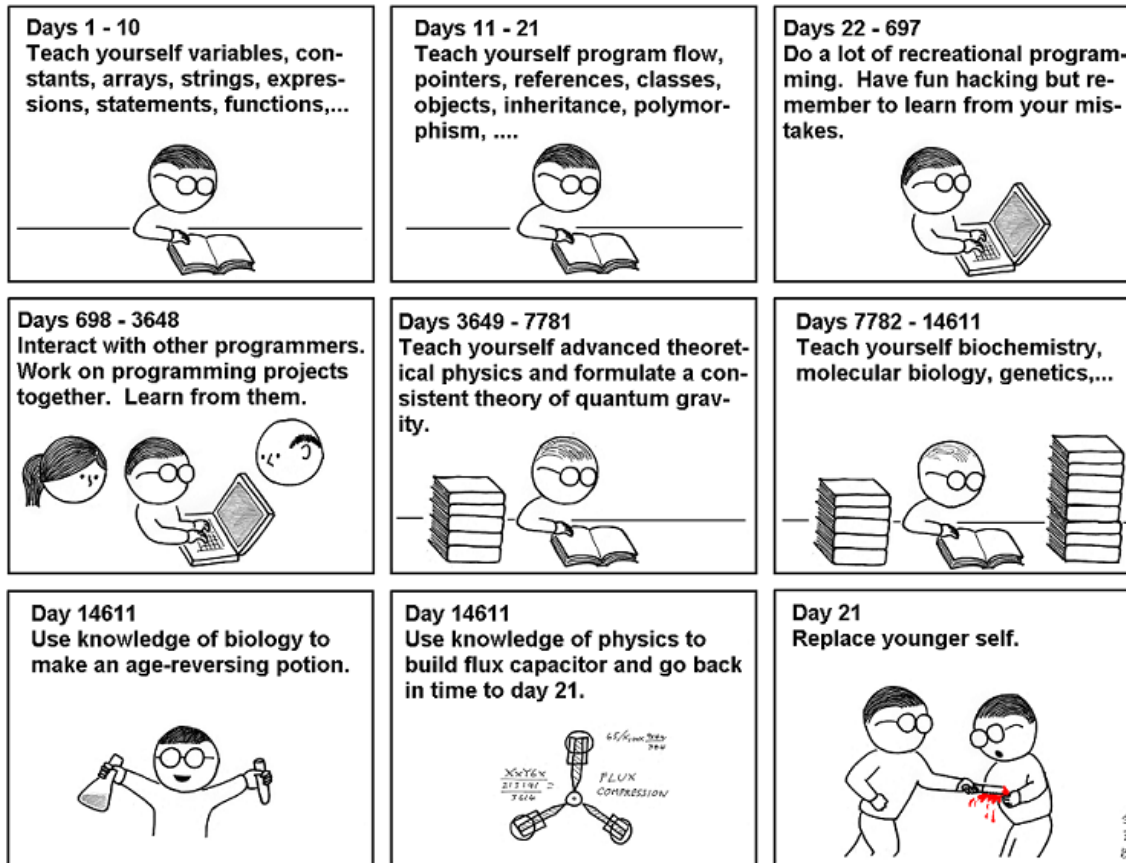 Days 1 - 10
Teach yourself variables, con-
stants, arrays, strings, expres-
sions, statements, functions,...
Days 11 - 21
Teach yourself program flow,
pointers, references, classes,
objects, inheritance, polymor-
phism, ....
Days 22 - 697
Do a lot of recreational program-
ming. Have fun hacking but re-
member to learn from your mis-
takes.
Days 698 - 3648
Interact with other programmers.
Work on programming projects
together. Learn from them.
Days 3649 - 7781
Teach yourself advanced theoret-
ical physics and formulate a con-
sistent theory of quantum grav-
ity.
Days 7782 - 14611
Teach yourself biochemistry,
molecular biology, genetics,...
Day 14611
Use knowledge of biology to
make an age-reversing potion.
Day 14611
Use knowledge of physics to
build flux capacitor and go back
in time to day 21.
FLUX
COMPRESSION
Day 21
Replace younger self.